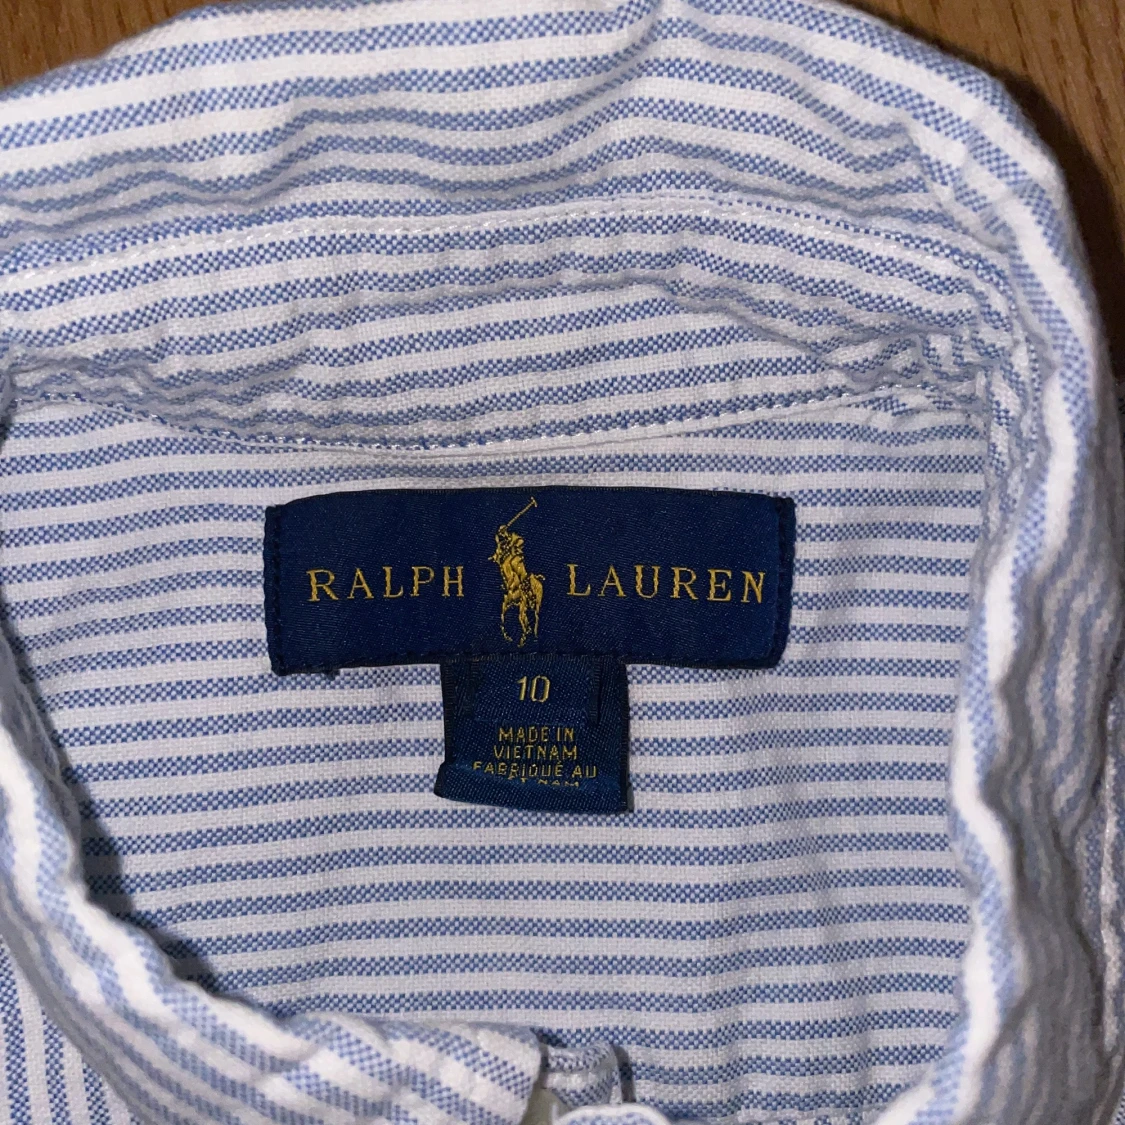 RALPH LAUREN
10
MADE IN
VIETNAM
FABRIQUÉ AU